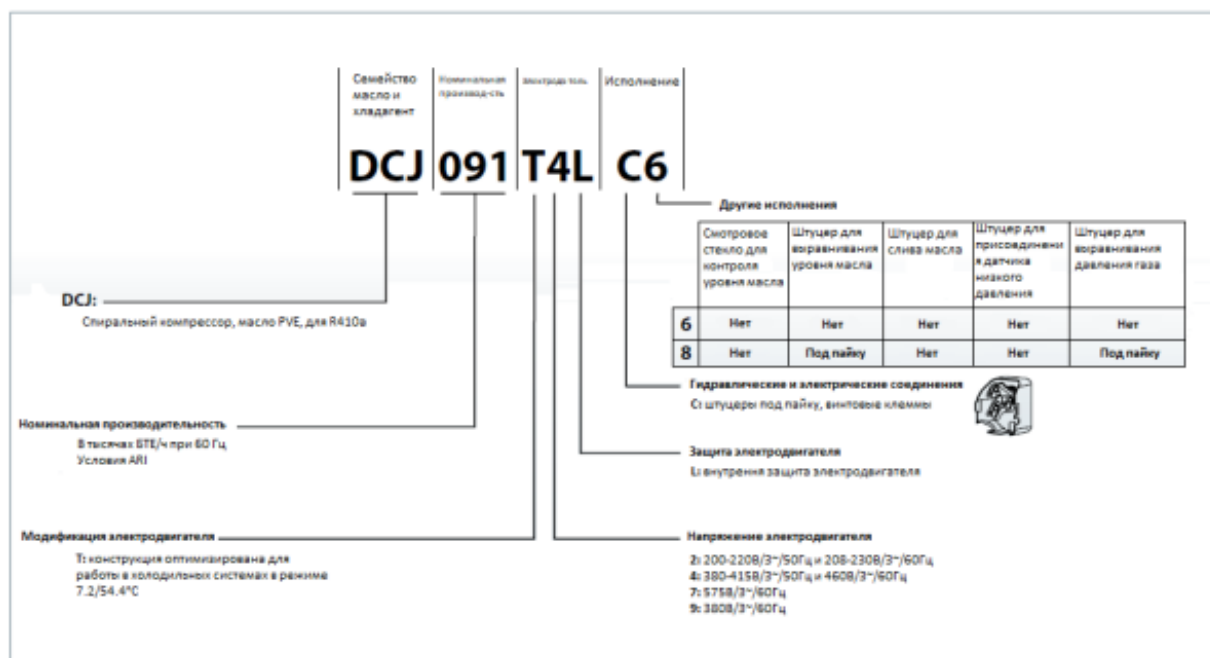 Семейство
масло и
хладагент
Номинальная
производ-сть
Электродв тель
Исполнение
DCJ 091 T4L C6
Другие исполнения
Смотровое
стекло для
контроля
уровня масла
Штуцер для
выравнивания
уровня масла
Штуцер для
слива масла
Штуцер для
присоединени
я датчика
низкого
давления
Штуцер для
выравнивания
давления газа
6 Нет Нет Нет Нет Нет
8 Нет Под пайку Нет Нет Под пайку
DCJ:
Спиральный компрессор, масло PVE, для R410a
Гидравлические и электрические соединения
C: штуцеры под пайку, винтовые клеммы
Номинальная производительность
В тысячах БТЕ/ч при 60 Гц
Условия ARI
Защита электродвигателя
L: внутрення защита электродвигателя
Модификация электродвигателя
T: конструкция оптимизирована для
работы в холодильных системах в режиме
7.2/54.4°C
Напряжение электродвигателя
2: 200-220В/3~/50Гц и 208-230В/3~/60Гц
4: 380-415В/3~/50Гц и 460В/3~/60Гц
7: 575В/3~/60Гц
9: 380В/3~/60Гц